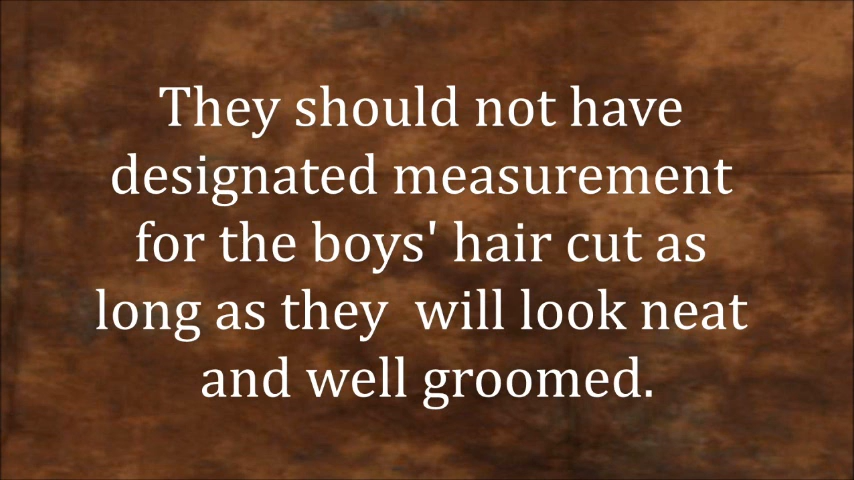 They should not have
designated measurement
for the boys' hair cut as
long as they  will look neat
and well groomed.